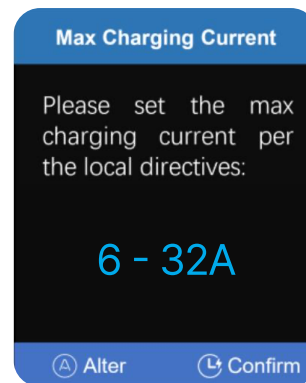 Max Charging Current
Please set the max
charging current per
the local directives:
6 - 32A
A Alter
Confirm